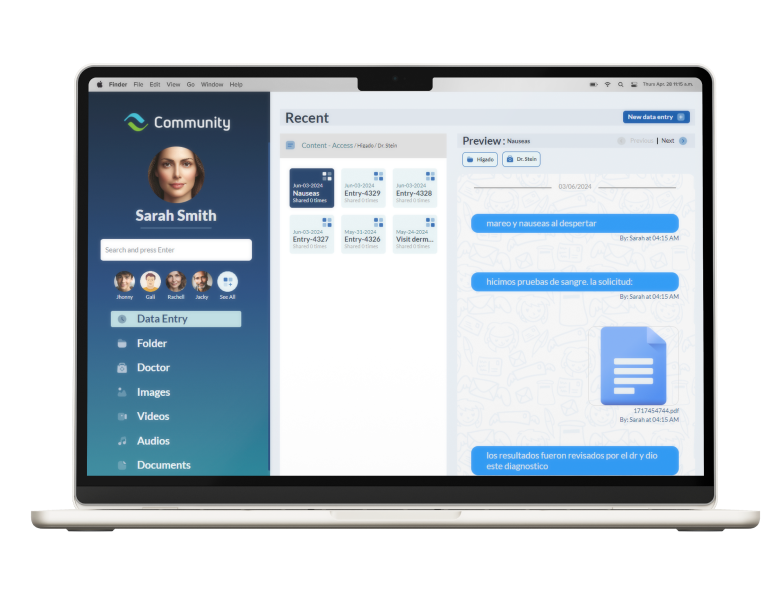 Finder File Edit View Go Window Help
Thurs Apr. 28 11:15 a.m.
Community
Sarah Smith
Search and press Enter
Jhonny Gali Rachell Jacky See All
Data Entry
Folder
Doctor
Images
Videos
Audios
Documents
Recent
New data entry
Content - Access / Hígado / Dr. Stein
Jun-03-2024
Nauseas
Shared 0 times
Jun-03-2024
Entry-4329
Shared 0 times
Jun-03-2024
Entry-4328
Shared 0 times
Jun-03-2024
Entry-4327
Shared 0 times
May-31-2024
Entry-4326
Shared 0 times
May-24-2024
Visit derm...
Shared 0 times
Preview : Nauseas
Previous | Next
Hígado
Dr. Stein
03/06/2024
mareo y nauseas al despertar
By: Sarah at 04:15 AM
hicimos pruebas de sangre. la solicitud:
By: Sarah at 04:15 AM
1717454744.pdf
By: Sarah at 04:15 AM
los resultados fueron revisados por el dr y dio
este diagnostico